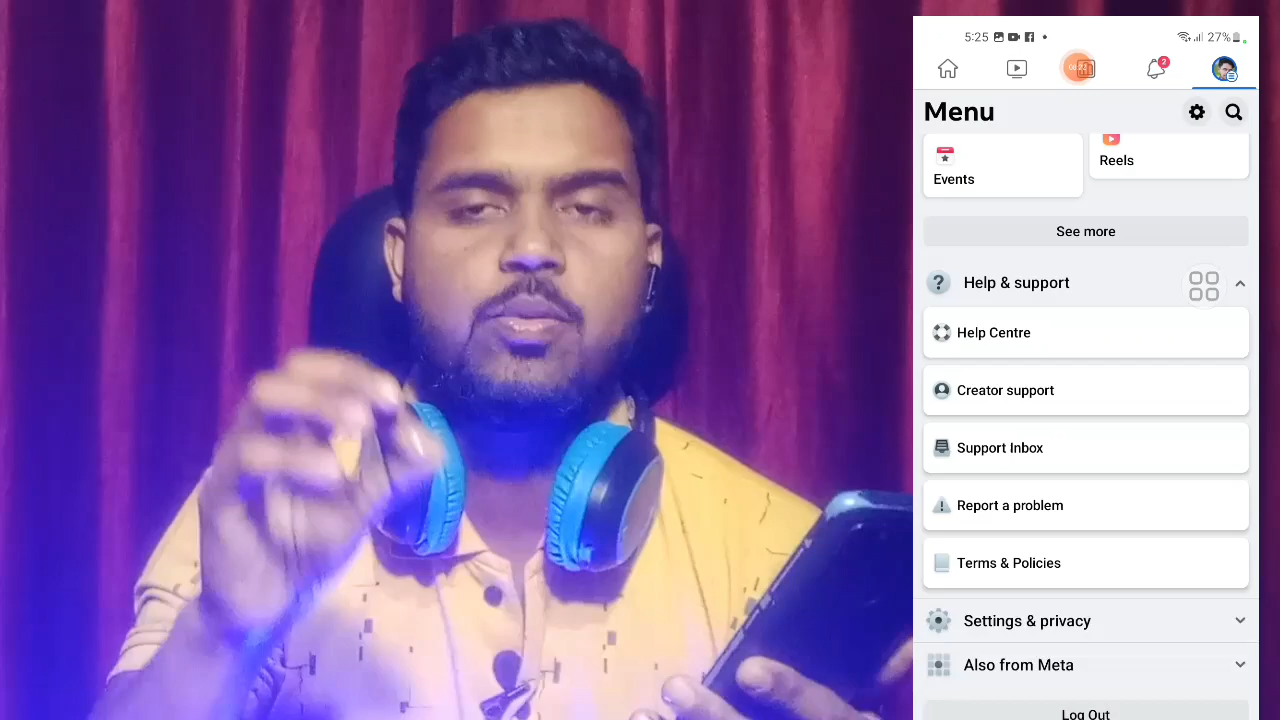 5:25
27%
2
Menu
Events
Reels
See more
Help & support
Help Centre
Creator support
Support Inbox
Report a problem
Terms & Policies
Settings & privacy
Also from Meta
Log Out